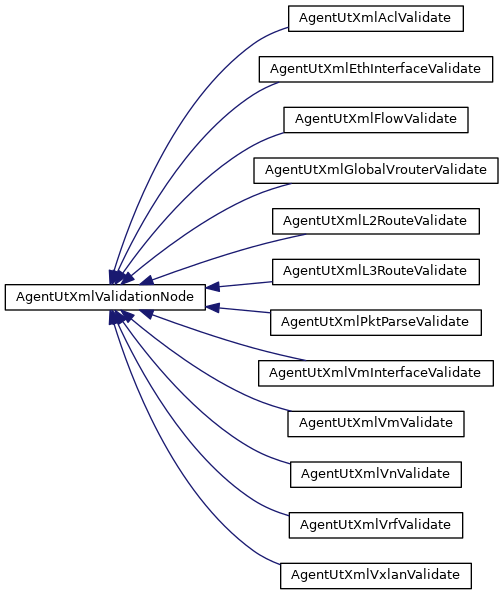 AgentUtXmlAclValidate
AgentUtXmlEthInterfaceValidate
AgentUtXmlFlowValidate
AgentUtXmlGlobalVrouterValidate
AgentUtXmlL2RouteValidate
AgentUtXmlL3RouteValidate
AgentUtXmlValidationNode
AgentUtXmlPktParseValidate
AgentUtXmlVmInterfaceValidate
AgentUtXmlVmValidate
AgentUtXmlVnValidate
AgentUtXmlVrfValidate
AgentUtXmlVxlanValidate